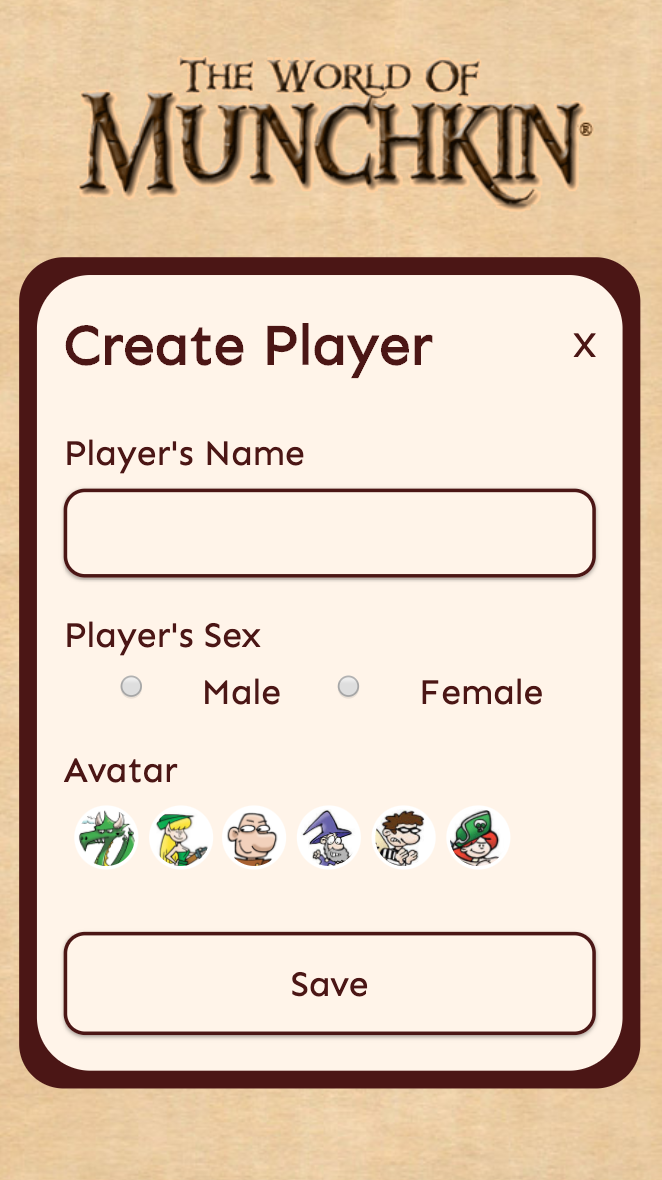 THE WORLD OF
MUNCHKIN®
Create Player X
Player's Name
Player's Sex
Male Female
Avatar
Save